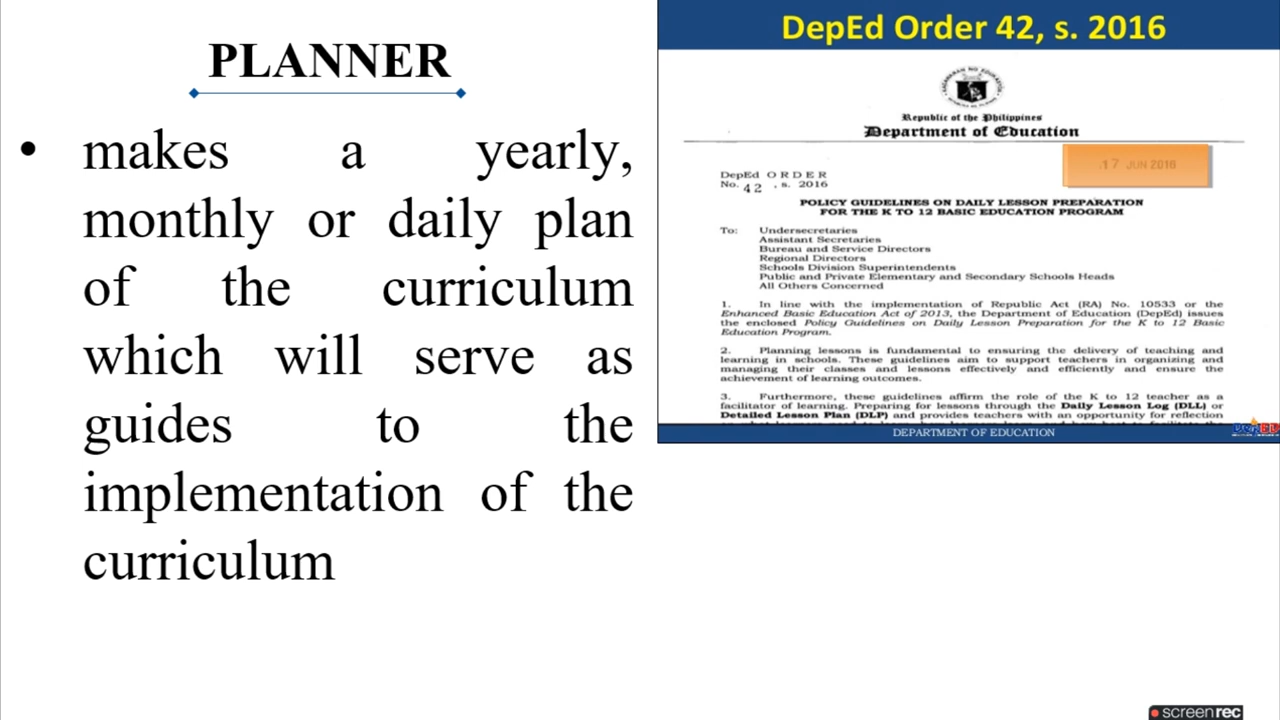 PLANNER
• makes a yearly,
monthly or daily plan
of the curriculum
which will serve as
guides to the
implementation of the
curriculum
DepEd Order 42, s. 2016
Republic of the Philippines
Department of Education
17 JUN 2016
DepEd O R D E R
No. 42 , s. 2016
POLICY GUIDELINES ON DAILY LESSON PREPARATION
FOR THE K TO 12 BASIC EDUCATION PROGRAM
To: Undersecretaries
Assistant Secretaries
Bureau and Service Directors
Regional Directors
Schools Division Superintendents
Public and Private Elementary and Secondary Schools Heads
All Others Concerned
1. In line with the implementation of Republic Act (RA) No. 10533 or the
Enhanced Basic Education Act of 2013, the Department of Education (DepEd) issues
the enclosed Policy Guidelines on Daily Lesson Preparation for the K to 12 Basic
Education Program.
2. Planning lessons is fundamental to ensuring the delivery of teaching and
learning in schools. These guidelines aim to support teachers in organizing and
managing their classes and lessons effectively and efficiently and ensure the
achievement of learning outcomes.
3. Furthermore, these guidelines affirm the role of the K to 12 teacher as a
facilitator of learning. Preparing for lessons through the Daily Lesson Log (DLL) or
Detailed Lesson Plan (DLP) and provides teachers with an opportunity for reflection
DEPARTMENT OF EDUCATION
DepED
screenrec